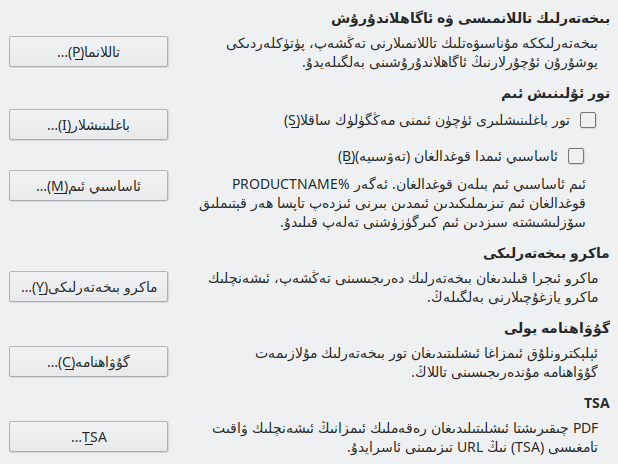 بىخەتەرلىك تاللانمىسى ۋە ئاگاھلاندۇرۇش
بىخەتەرلىككە مۇناسىۋەتلىك تاللانمىلارنى تەڭشەپ، پۈتۈكلەردىكى
يوشۇرۇن ئۇچۇرلارنىڭ ئاگاھلاندۇرۇشىنى بەلگىلەيدۇ.
تاللانما(P)...
تور ئۇلىنىش ئىم
تور باغلىنىشلىرى ئۈچۈن ئىمنى مەڭگۈلۈك ساقلا(S)
باغلىنىشلار(I)...
ئاساسىي ئىمدا قوغدالغان (تەۋسىيە)(B)
ئىم ئاساسىي ئىم بىلەن قوغدالغان. ئەگەر %PRODUCTNAME
قوغدالغان ئىم تىزىملىكىدىن ئىمدىن بىرنى ئىزدەپ تاپسا ھەر قېتىملىق
سۆزلىشىشتە سىزدىن ئىم كىرگۈزۈشنى تەلەپ قىلىدۇ.
ئاساسىي ئىم(M)...
ماكرو بىخەتەرلىكى
ماكرو ئىجرا قىلىدىغان بىخەتەرلىك دەرىجىسىنى تەڭشەپ، ئىشەنچلىك
ماكرو يازغۇچىلارنى بەلگىلەڭ.
ماكرو بىخەتەرلىكى(Y)...
گۇۋاھنامە يولى
ئېلېكترونلۇق ئىمزاغا ئىشلىتىدىغان تور بىخەتەرلىك مۇلازىمەت
گۇۋاھنامە مۇندەرىجىسىنى تاللاڭ.
گۇۋاھنامە(C)...
TSA
PDF چىقىرىشتا ئىشلىتىلىدىغان رەقەملىك ئىمزانىڭ ئىشەنچلىك ۋاقىت
تامغىسى (TSA) نىڭ URL تىزىمىنى ئاسرايدۇ.
TSA...